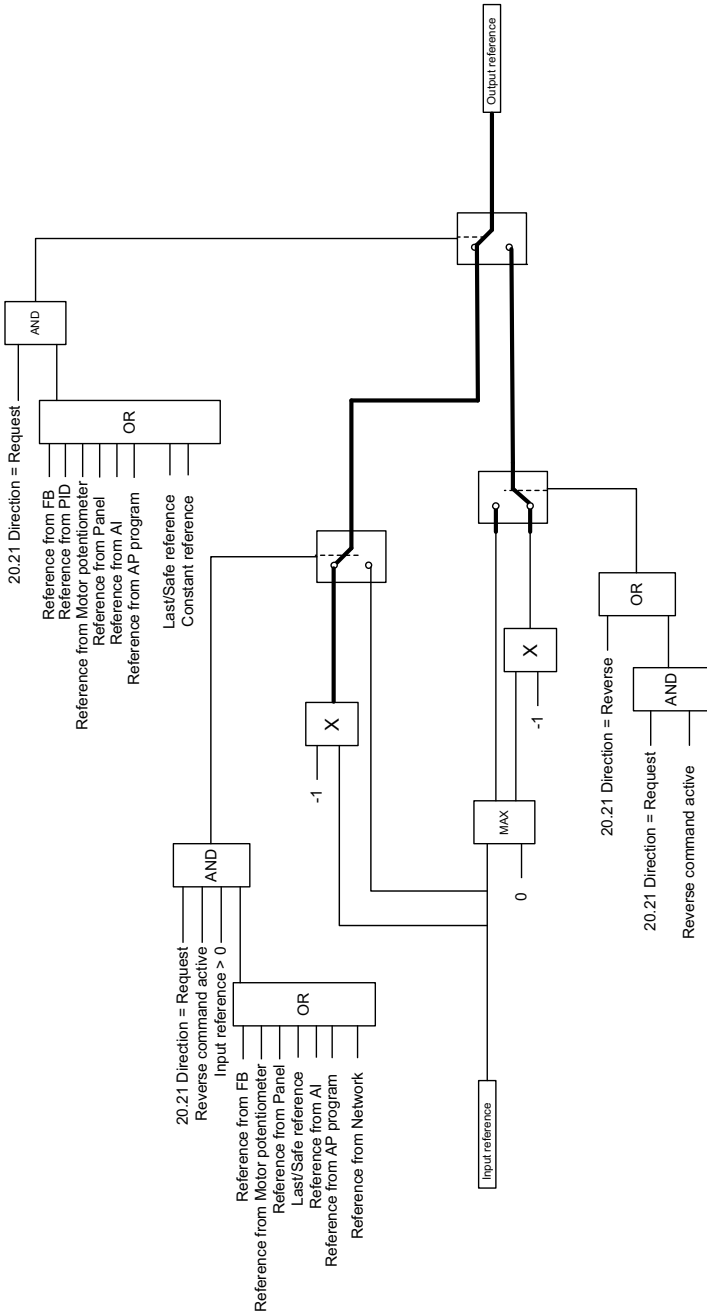 20.21 Direction = Request
AND
Reference from FB
Reference from PID
Reference from Motor potentiometer
Reference from Panel
Reference from AI
Reference from AP program
Last/Safe reference
Constant reference
OR
Output reference
20.21 Direction = Request
Reverse command active
Input reference > 0
AND
Reference from FB
Reference from Motor potentiometer
Reference from Panel
Last/Safe reference
Reference from AI
Reference from AP program
Reference from Network
OR
-1
X
Input reference
MAX
0
X
-1
20.21 Direction = Reverse
OR
20.21 Direction = Request
Reverse command active
AND